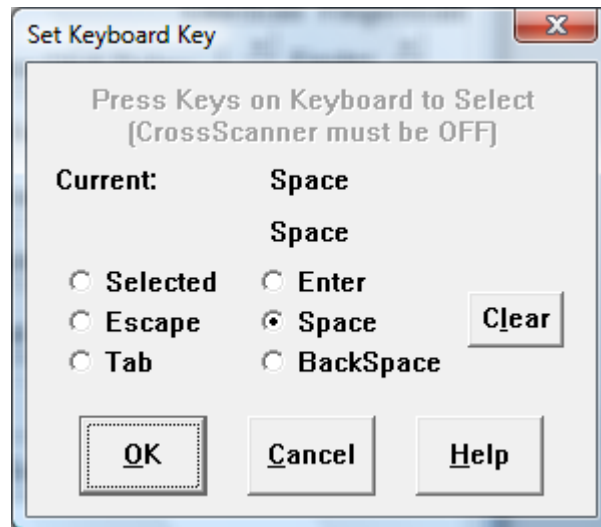 Set Keyboard Key
Press Keys on Keyboard to Select
(CrossScanner must be OFF)
Current: Space
Space
Selected Enter
Escape Space Clear
Tab BackSpace
OK Cancel Help